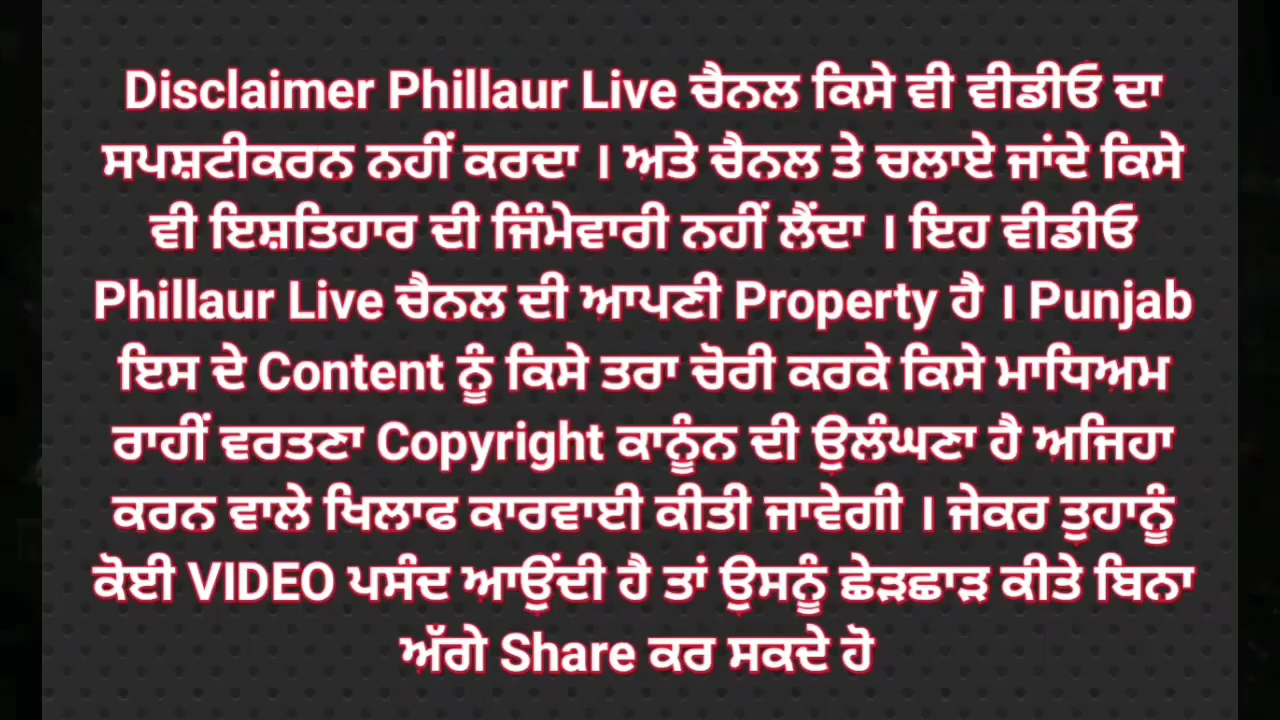 Disclaimer Phillaur Live ਚੈਨਲ ਕਿਸੇ ਵੀ ਵੀਡੀਓ ਦਾ
ਸਪਸ਼ਟੀਕਰਨ ਨਹੀਂ ਕਰਦਾ । ਅਤੇ ਚੈਨਲ ਤੇ ਚਲਾਏ ਜਾਂਦੇ ਕਿਸੇ
ਵੀ ਇਸ਼ਤਿਹਾਰ ਦੀ ਜਿੰਮੇਵਾਰੀ ਨਹੀਂ ਲੈਂਦਾ । ਇਹ ਵੀਡੀਓ
Phillaur Live ਚੈਨਲ ਦੀ ਆਪਣੀ Property ਹੈ । Punjab
ਇਸ ਦੇ Content ਨੂੰ ਕਿਸੇ ਤਰਾ ਚੋਰੀ ਕਰਕੇ ਕਿਸੇ ਮਾਧਿਅਮ
ਰਾਹੀਂ ਵਰਤਣਾ Copyright ਕਾਨੂੰਨ ਦੀ ਉਲੰਘਣਾ ਹੈ ਅਜਿਹਾ
ਕਰਨ ਵਾਲੇ ਖਿਲਾਫ ਕਾਰਵਾਈ ਕੀਤੀ ਜਾਵੇਗੀ । ਜੇਕਰ ਤੁਹਾਨੂੰ
ਕੋਈ VIDEO ਪਸੰਦ ਆਉਂਦੀ ਹੈ ਤਾਂ ਉਸਨੂੰ ਛੇੜਛਾੜ ਕੀਤੇ ਬਿਨਾ
ਅੱਗੇ Share ਕਰ ਸਕਦੇ ਹੋ